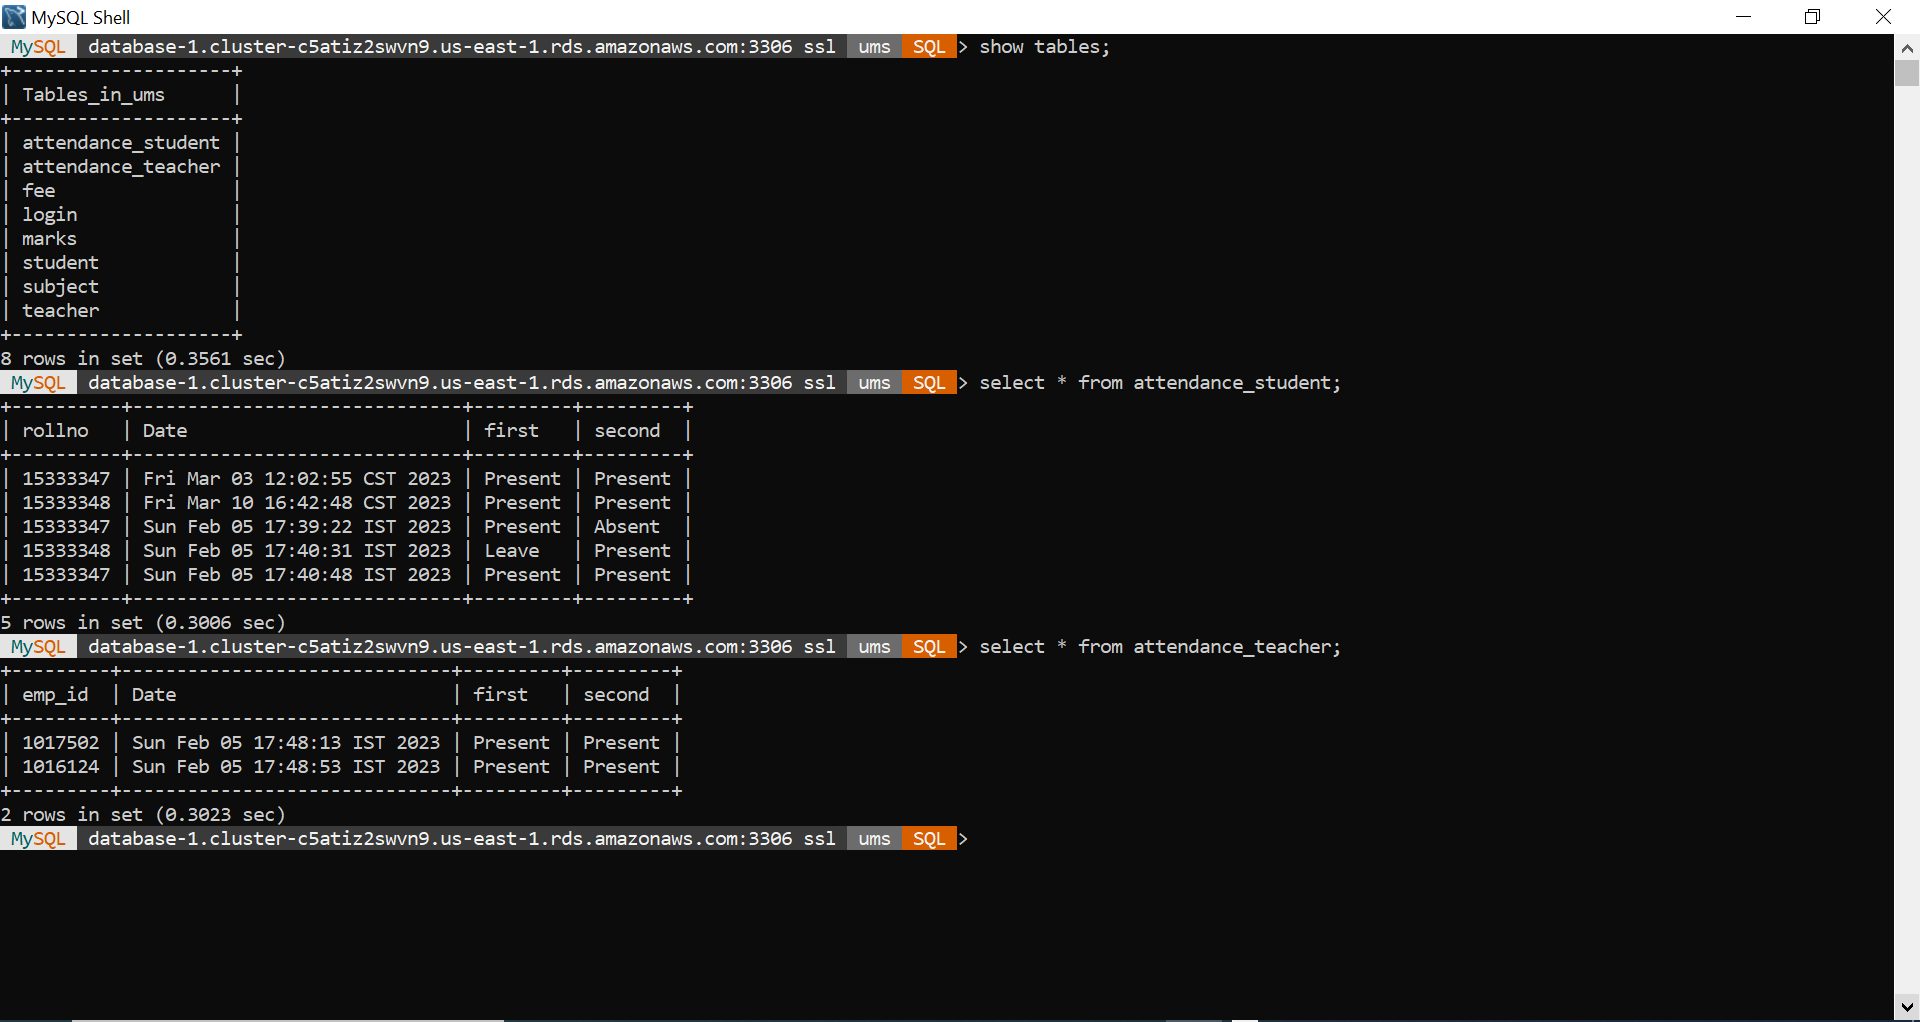 MySQL Shell
MySQL database-1.cluster-c5atiz2swvn9.us-east-1.rds.amazonaws.com:3306 ssl ums SQL > show tables;
+--------------------+
| Tables_in_ums      |
+--------------------+
| attendance_student |
| attendance_teacher |
| fee                |
| login              |
| marks              |
| student            |
| subject            |
| teacher            |
+--------------------+
8 rows in set (0.3561 sec)
MySQL database-1.cluster-c5atiz2swvn9.us-east-1.rds.amazonaws.com:3306 ssl ums SQL > select * from attendance_student;
+----------+------------------------------+---------+---------+
| rollno   | Date                         | first   | second  |
+----------+------------------------------+---------+---------+
| 15333347 | Fri Mar 03 12:02:55 CST 2023 | Present | Present |
| 15333348 | Fri Mar 10 16:42:48 CST 2023 | Present | Present |
| 15333347 | Sun Feb 05 17:39:22 IST 2023 | Present | Absent  |
| 15333348 | Sun Feb 05 17:40:31 IST 2023 | Leave   | Present |
| 15333347 | Sun Feb 05 17:40:48 IST 2023 | Present | Present |
+----------+------------------------------+---------+---------+
5 rows in set (0.3006 sec)
MySQL database-1.cluster-c5atiz2swvn9.us-east-1.rds.amazonaws.com:3306 ssl ums SQL > select * from attendance_teacher;
+---------+------------------------------+---------+---------+
| emp_id  | Date                         | first   | second  |
+---------+------------------------------+---------+---------+
| 1017502 | Sun Feb 05 17:48:13 IST 2023 | Present | Present |
| 1016124 | Sun Feb 05 17:48:53 IST 2023 | Present | Present |
+---------+------------------------------+---------+---------+
2 rows in set (0.3023 sec)
MySQL database-1.cluster-c5atiz2swvn9.us-east-1.rds.amazonaws.com:3306 ssl ums SQL >